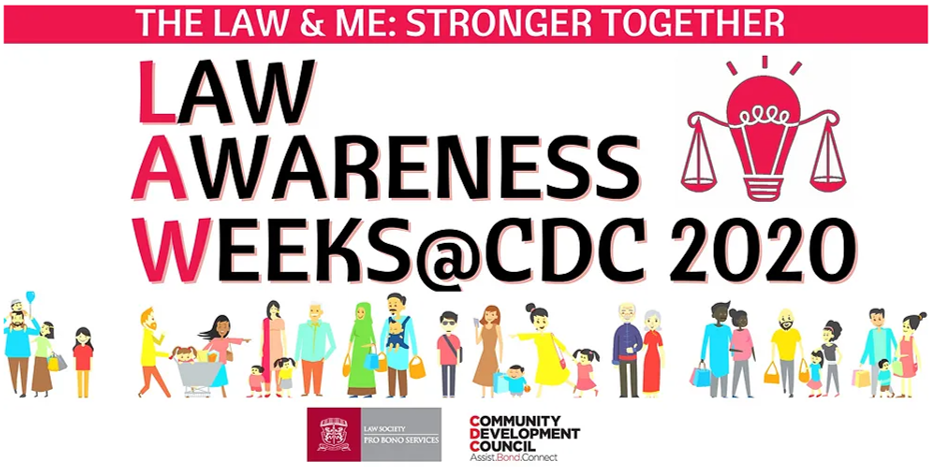 THE LAW & ME: STRONGER TOGETHER
LAW
AWARENESS
WEEKS@CDC 2020
LAW SOCIETY
PRO BONO SERVICES
COMMUNITY
DEVELOPMENT
COUNCIL
Assist.Bond.Connect